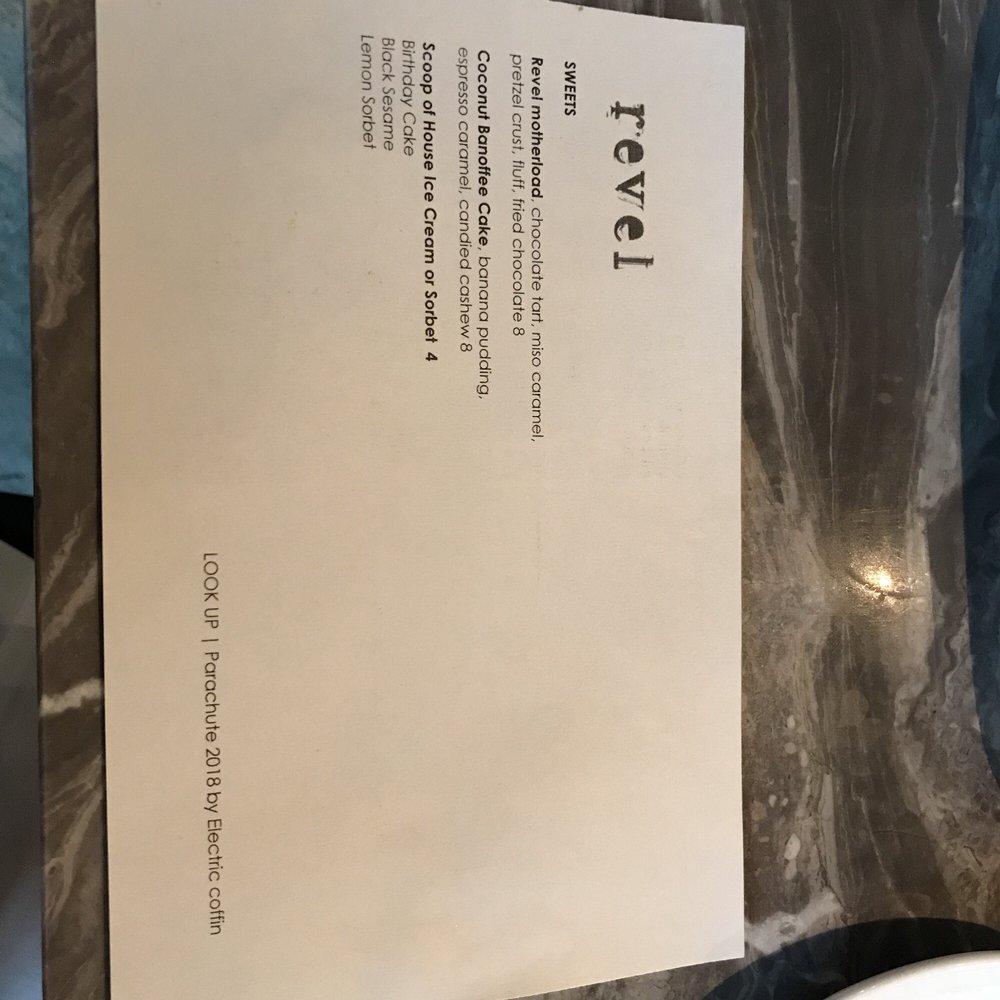 revel
SWEETS
Revel motherload, chocolate tart, miso caramel,
pretzel crust, fluff, fried chocolate 8
Coconut Banoffee Cake, banana pudding,
espresso caramel, candied cashew 8
Scoop of House Ice Cream or Sorbet 4
Birthday Cake
Black Sesame
Lemon Sorbet
LOOK UP | Parachute 2018 by Electric coffin